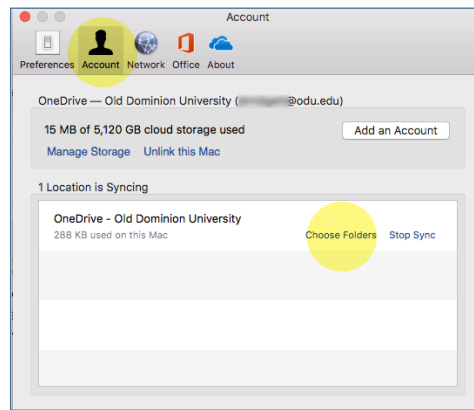 Account
Preferences Account Network Office About
OneDrive — Old Dominion University ( @odu.edu)
15 MB of 5,120 GB cloud storage used
Add an Account
Manage Storage Unlink this Mac
1 Location is Syncing
OneDrive - Old Dominion University
288 KB used on this Mac
Choose Folders Stop Sync